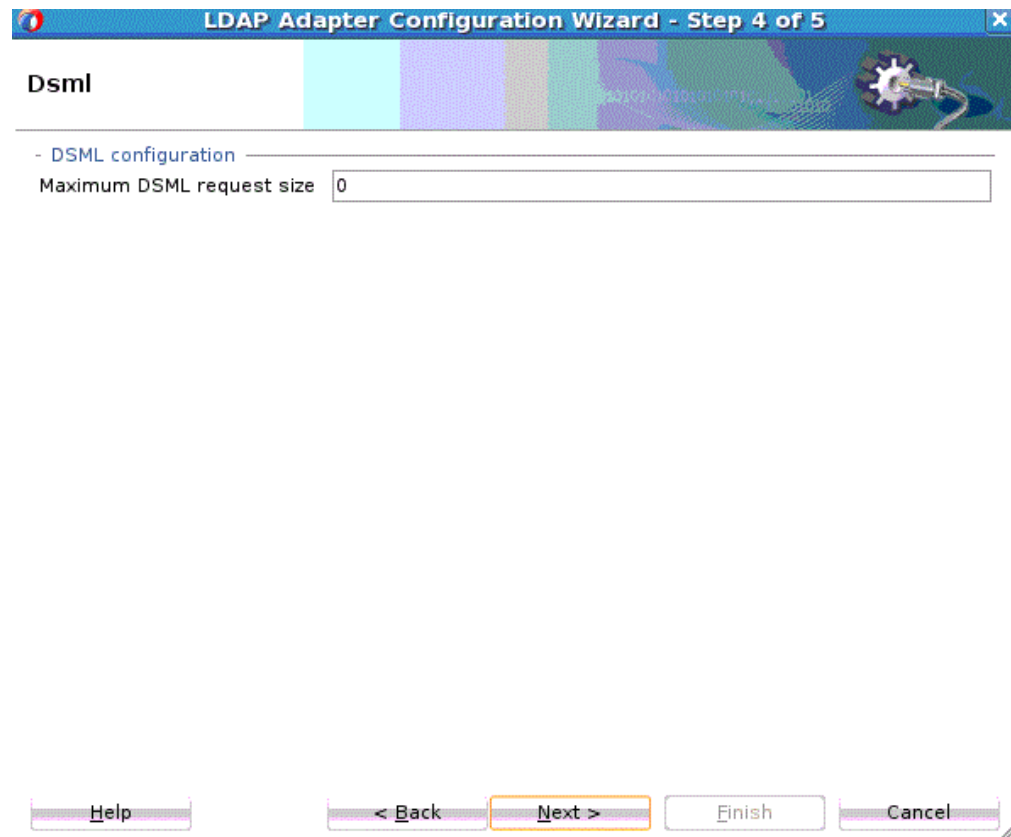 LDAP Adapter Configuration Wizard - Step 4 of 5
Dsml
- DSML configuration
Maximum DSML request size 0
Help < Back Next > Finish Cancel